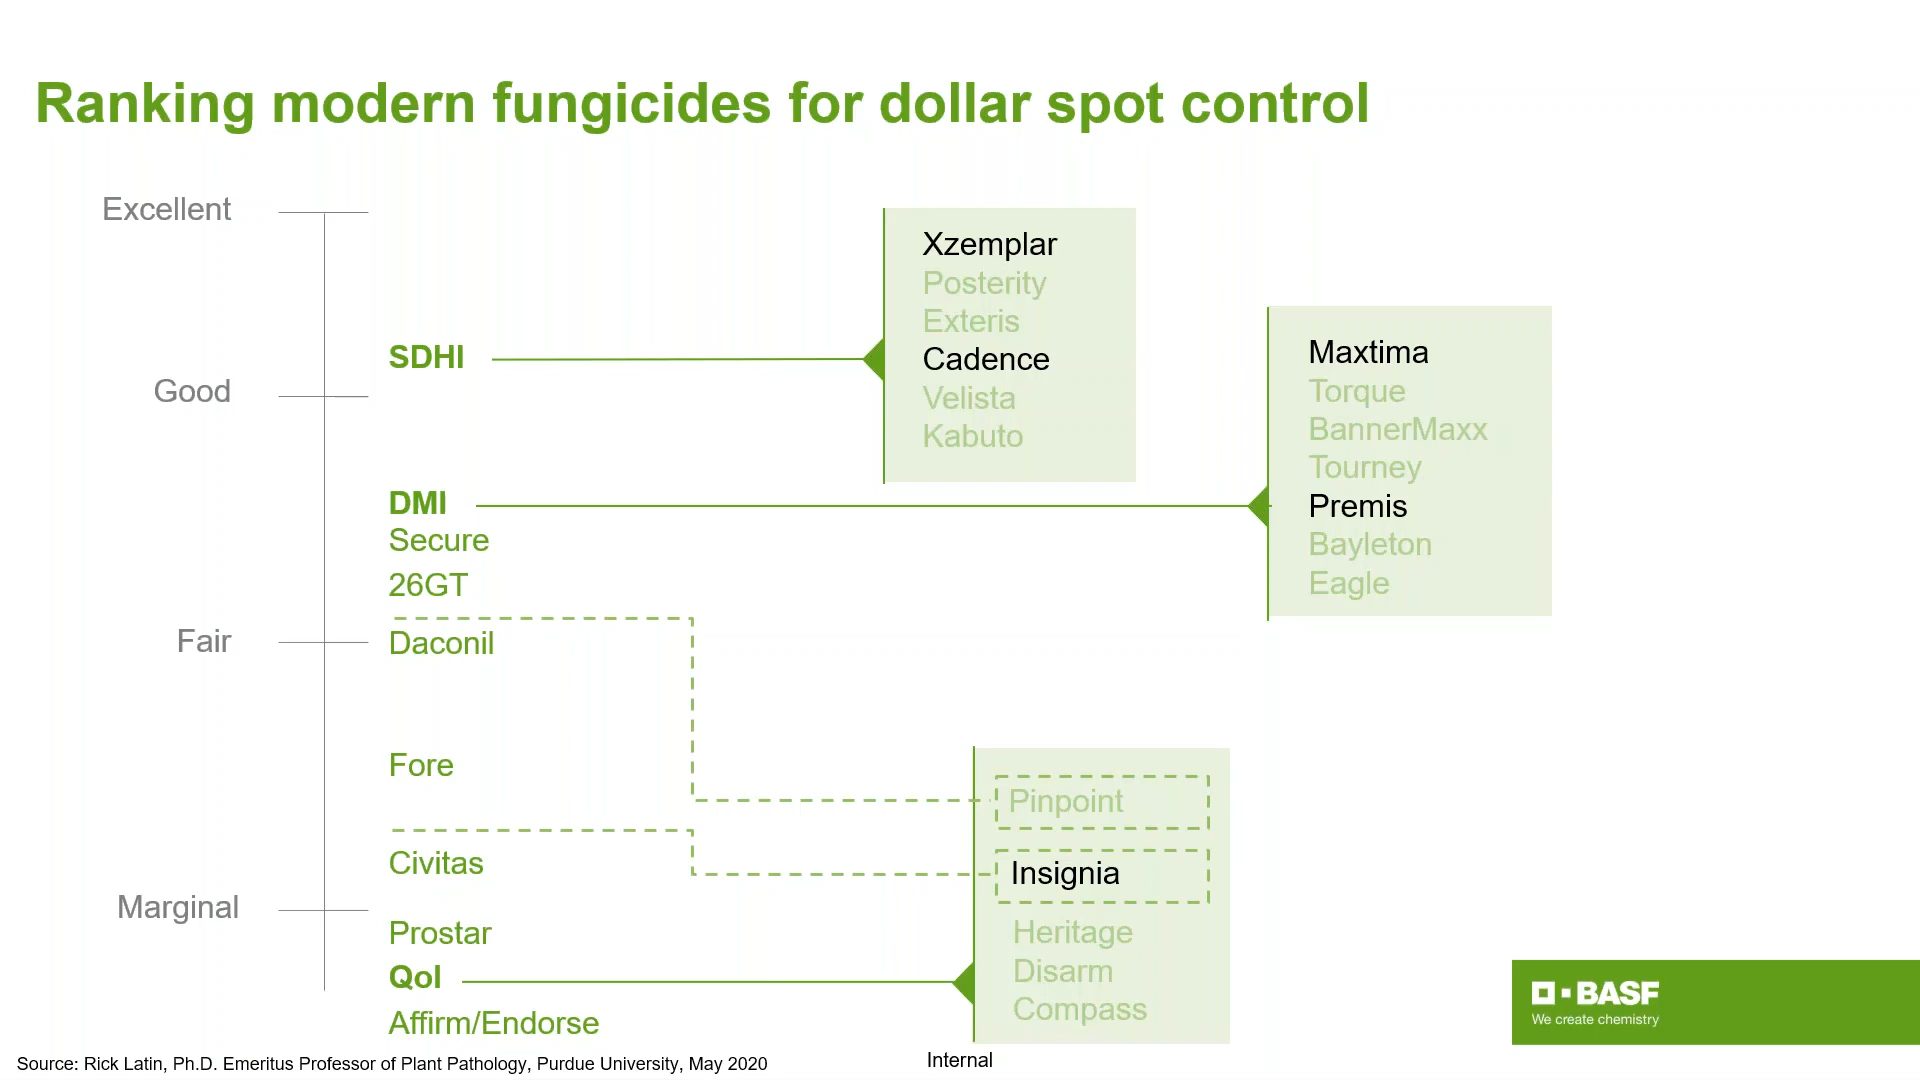 Ranking modern fungicides for dollar spot control
Excellent
Good
Fair
Marginal
SDHI
DMI
Secure
26GT
Daconil
Fore
Civitas
Prostar
QoI
Affirm/Endorse
Xzemplar
Posterity
Exteris
Cadence
Velista
Kabuto
Maxtima
Torque
BannerMaxx
Tourney
Premis
Bayleton
Eagle
Pinpoint
Insignia
Heritage
Disarm
Compass
BASF
We create chemistry
Source: Rick Latin, Ph.D. Emeritus Professor of Plant Pathology, Purdue University, May 2020
Internal